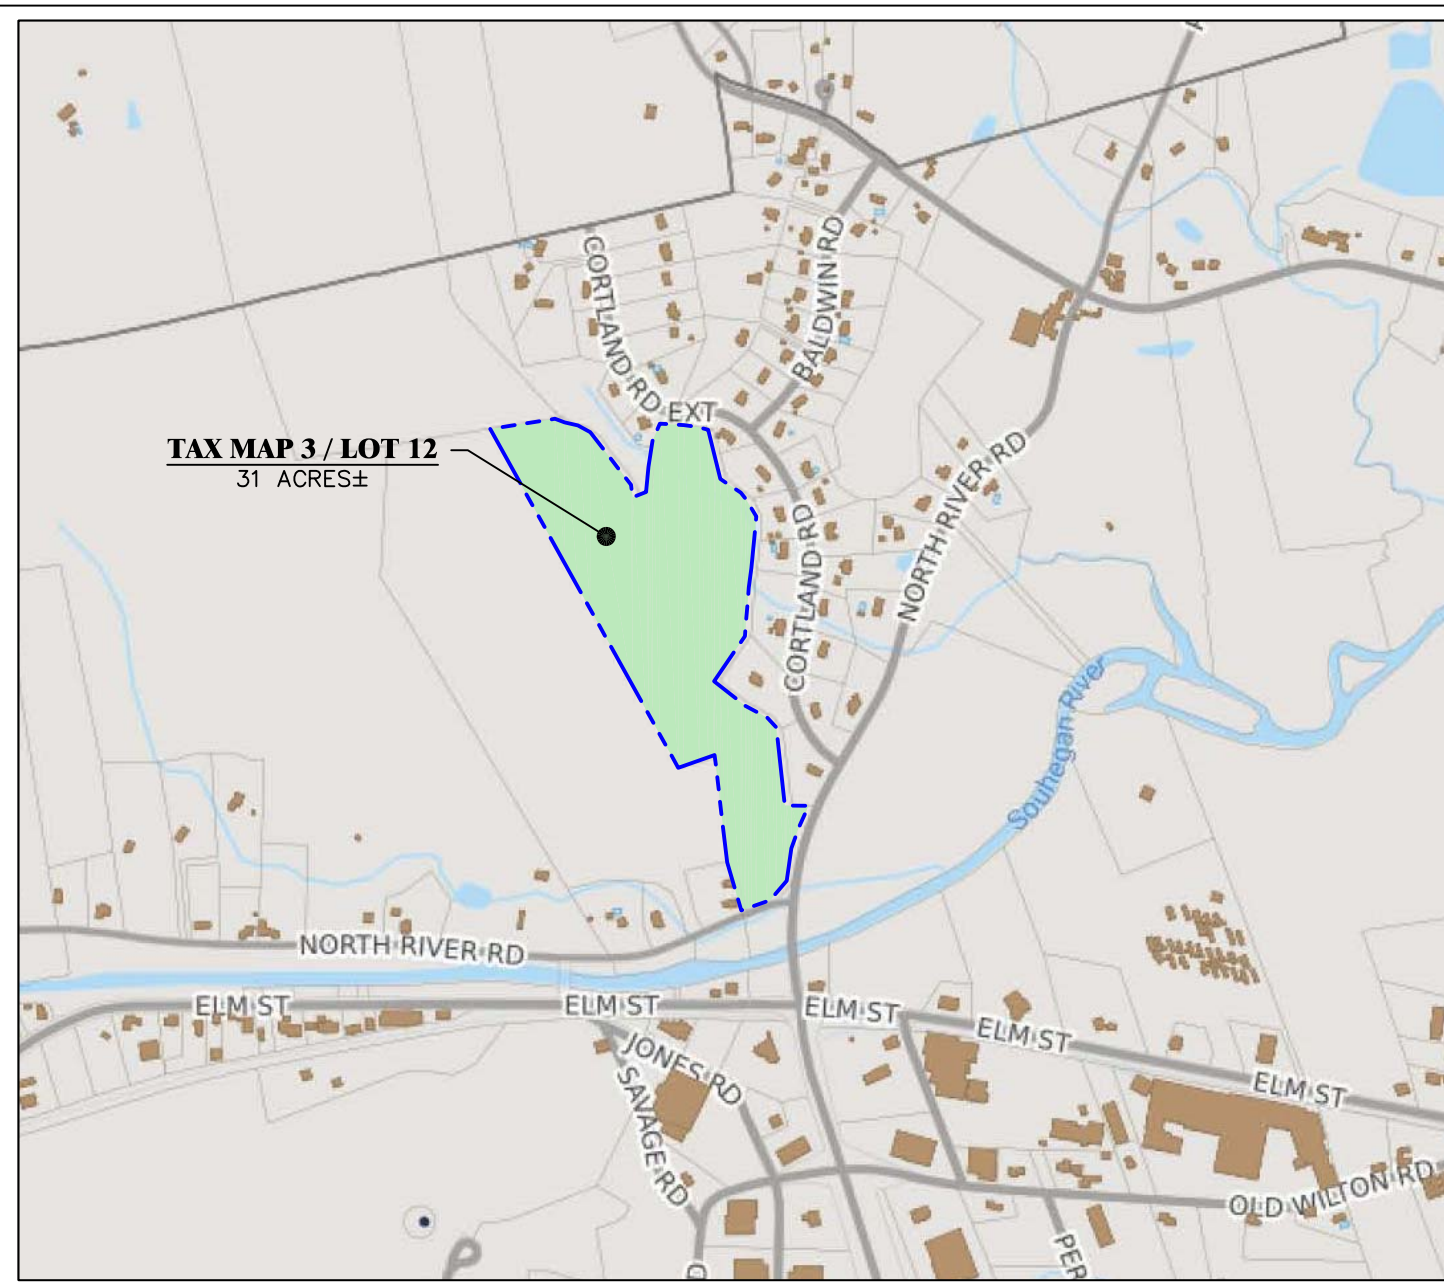 CORTLAND RD
BALDWIN RD
EXT
TAX MAP 3 / LOT 12
31 ACRES±
NORTH RIVER RD
CORTLAND RD
Souhegan River
NORTH RIVER RD
ELM ST
ELM ST
ELM ST
ELM ST
ELM ST
JONES RD
SAVAGE RD
OLD WILTON RD
PER
D